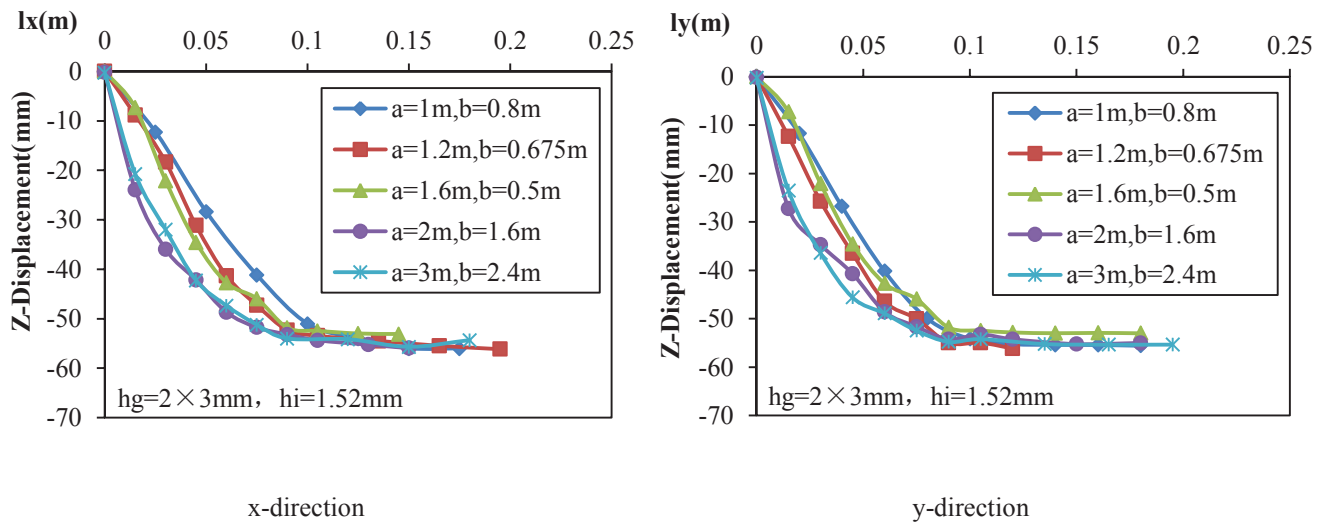 lx(m)
0 0.05 0.1 0.15 0.2 0.25
0
-10
-20
-30
-40
-50
-60
-70
Z-Displacement(mm)
a=1m,b=0.8m
a=1.2m,b=0.675m
a=1.6m,b=0.5m
a=2m,b=1.6m
a=3m,b=2.4m
hg=2×3mm，hi=1.52mm
x-direction
ly(m)
0 0.05 0.1 0.15 0.2 0.25
0
-10
-20
-30
-40
-50
-60
-70
Z-Displacement(mm)
a=1m,b=0.8m
a=1.2m,b=0.675m
a=1.6m,b=0.5m
a=2m,b=1.6m
a=3m,b=2.4m
hg=2×3mm，hi=1.52mm
y-direction